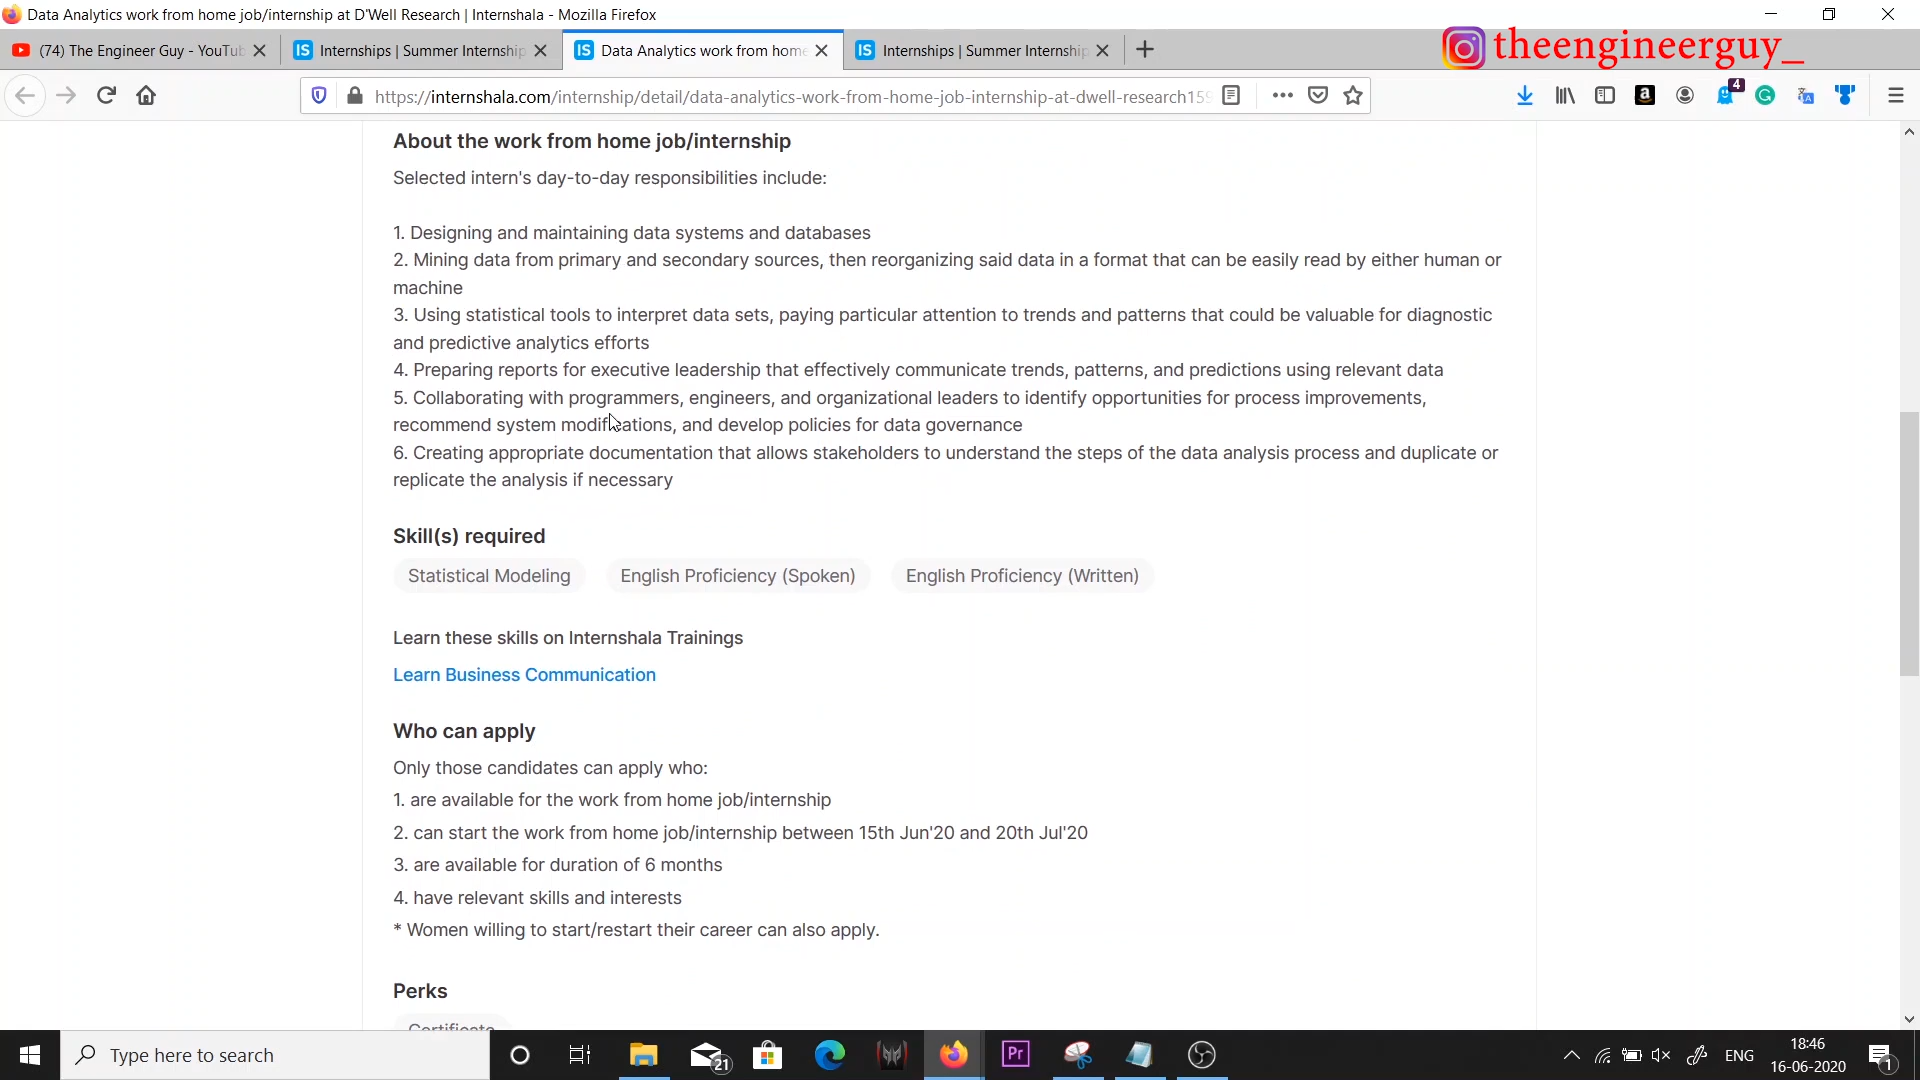 Data Analytics work from home job/internship at D'Well Research | Internshala - Mozilla Firefox
(74) The Engineer Guy - YouTub
IS Internships | Summer Internship
IS Data Analytics work from home
IS Internships | Summer Internship
theengineerguy_
https://internshala.com/internship/detail/data-analytics-work-from-home-job-internship-at-dwell-research159
4
About the work from home job/internship
Selected intern's day-to-day responsibilities include:
1. Designing and maintaining data systems and databases
2. Mining data from primary and secondary sources, then reorganizing said data in a format that can be easily read by either human or
machine
3. Using statistical tools to interpret data sets, paying particular attention to trends and patterns that could be valuable for diagnostic
and predictive analytics efforts
4. Preparing reports for executive leadership that effectively communicate trends, patterns, and predictions using relevant data
5. Collaborating with programmers, engineers, and organizational leaders to identify opportunities for process improvements,
recommend system modifications, and develop policies for data governance
6. Creating appropriate documentation that allows stakeholders to understand the steps of the data analysis process and duplicate or
replicate the analysis if necessary
Skill(s) required
Statistical Modeling
English Proficiency (Spoken)
English Proficiency (Written)
Learn these skills on Internshala Trainings
Learn Business Communication
Who can apply
Only those candidates can apply who:
1. are available for the work from home job/internship
2. can start the work from home job/internship between 15th Jun'20 and 20th Jul'20
3. are available for duration of 6 months
4. have relevant skills and interests
* Women willing to start/restart their career can also apply.
Perks
Certificate
Type here to search
21
Pr
ENG
18:46
16-06-2020
1